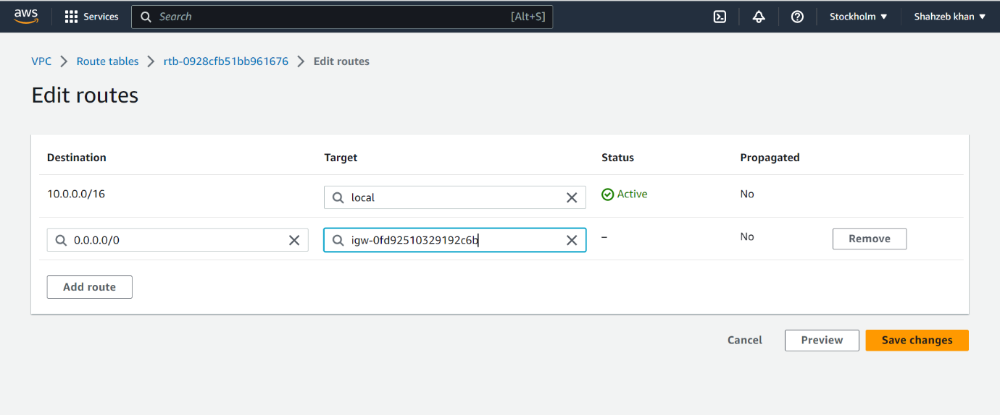 aws Services Search [Alt+S] Stockholm Shahzeb khan
VPC Route tables rtb-0928cfb51bb961676 Edit routes
Edit routes
Destination Target Status Propagated
10.0.0.0/16 local Active No
0.0.0.0/0 igw-0fd92510329192c6b – No Remove
Add route
Cancel Preview Save changes